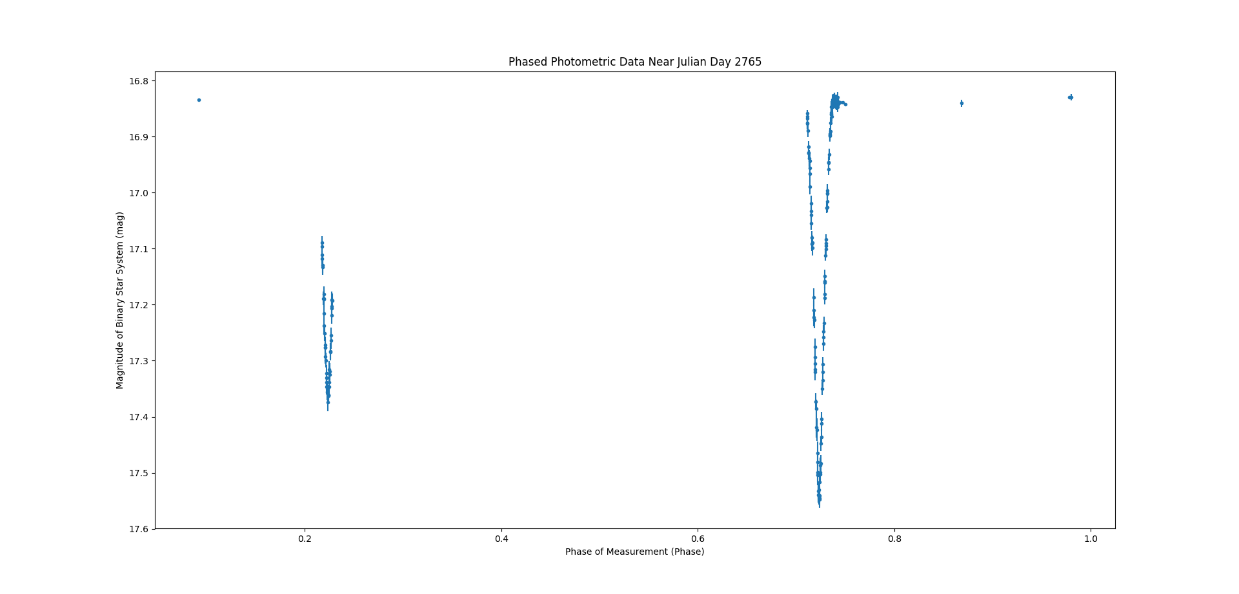 Phased Photometric Data Near Julian Day 2765
Magnitude of Binary Star System (mag)
16.8
16.9
17.0
17.1
17.2
17.3
17.4
17.5
17.6
0.2 0.4 0.6 0.8 1.0
Phase of Measurement (Phase)